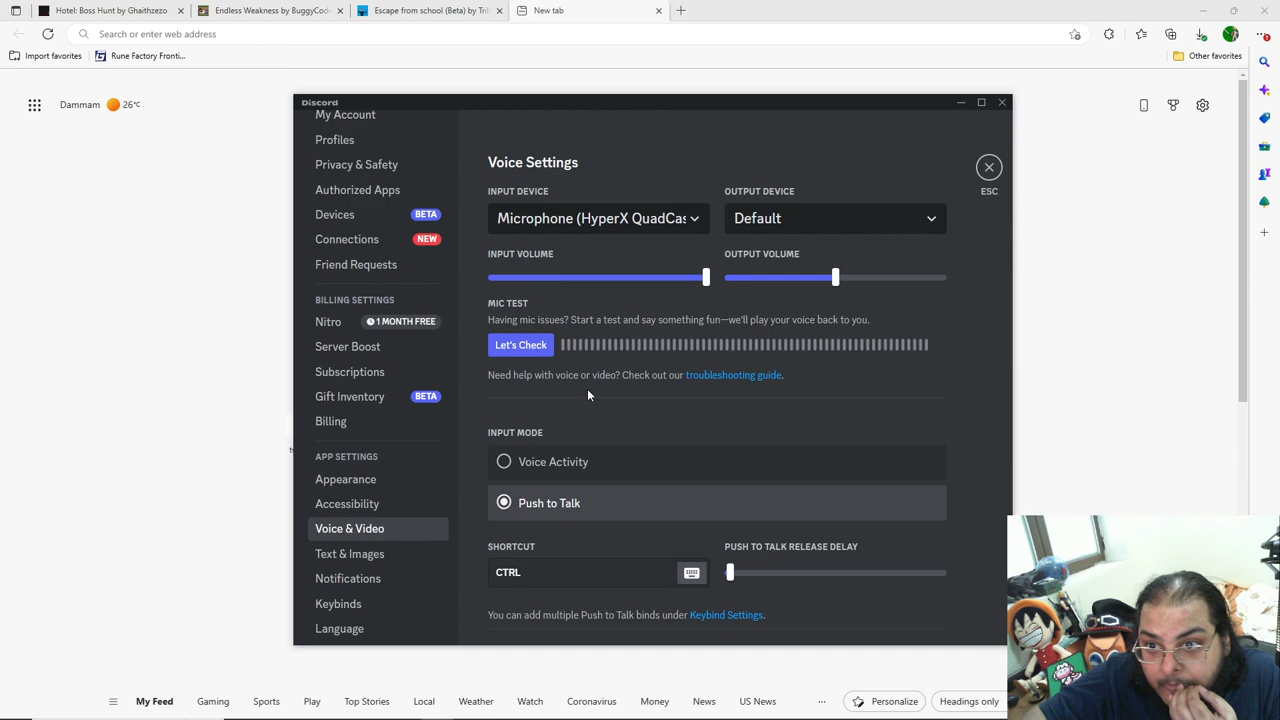 Hotel: Boss Hunt by Ghaithzezo
Endless Weakness by BuggyCode
Escape from school (Beta) by Tri
New tab
Search or enter web address
Import favorites
Rune Factory Fronti...
Other favorites
Dammam 26°C
Discord
My Account
Profiles
Privacy & Safety
Authorized Apps
Devices BETA
Connections NEW
Friend Requests
BILLING SETTINGS
Nitro 1 MONTH FREE
Server Boost
Subscriptions
Gift Inventory BETA
Billing
APP SETTINGS
Appearance
Accessibility
Voice & Video
Text & Images
Notifications
Keybinds
Language
Voice Settings
ESC
INPUT DEVICE OUTPUT DEVICE
Microphone (HyperX QuadCas Default
INPUT VOLUME OUTPUT VOLUME
MIC TEST
Having mic issues? Start a test and say something fun—we'll play your voice back to you.
Let's Check
Need help with voice or video? Check out our troubleshooting guide.
INPUT MODE
Voice Activity
Push to Talk
SHORTCUT PUSH TO TALK RELEASE DELAY
CTRL
You can add multiple Push to Talk binds under Keybind Settings.
My Feed Gaming Sports Play Top Stories Local Weather Watch Coronavirus Money News US News ... Personalize Headings only